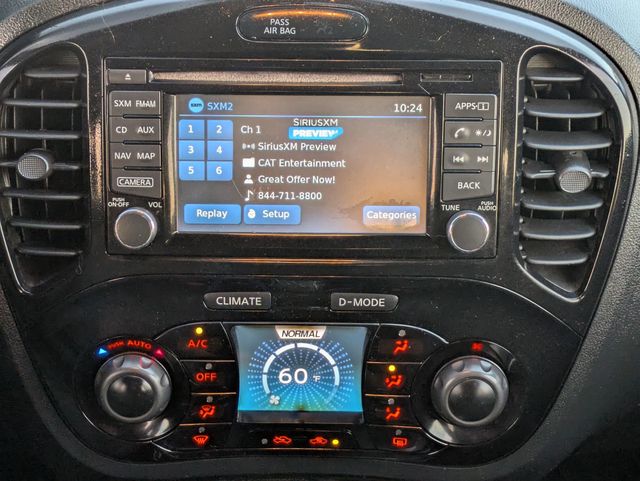 PASS
AIR BAG
SXM FM·AM
CD AUX
NAV MAP
CAMERA
PUSH
ON·OFF
VOL
sxm SXM2
10:24
1 2
3 4
5 6
Ch 1
SIRIUSXM
PREVIEW
SiriusXM Preview
CAT Entertainment
Great Offer Now!
844-711-8800
Replay
Setup
Categories
APPS·i
BACK
TUNE
PUSH
AUDIO
CLIMATE
D-MODE
PUSH AUTO
A/C
OFF
NORMAL
60°F